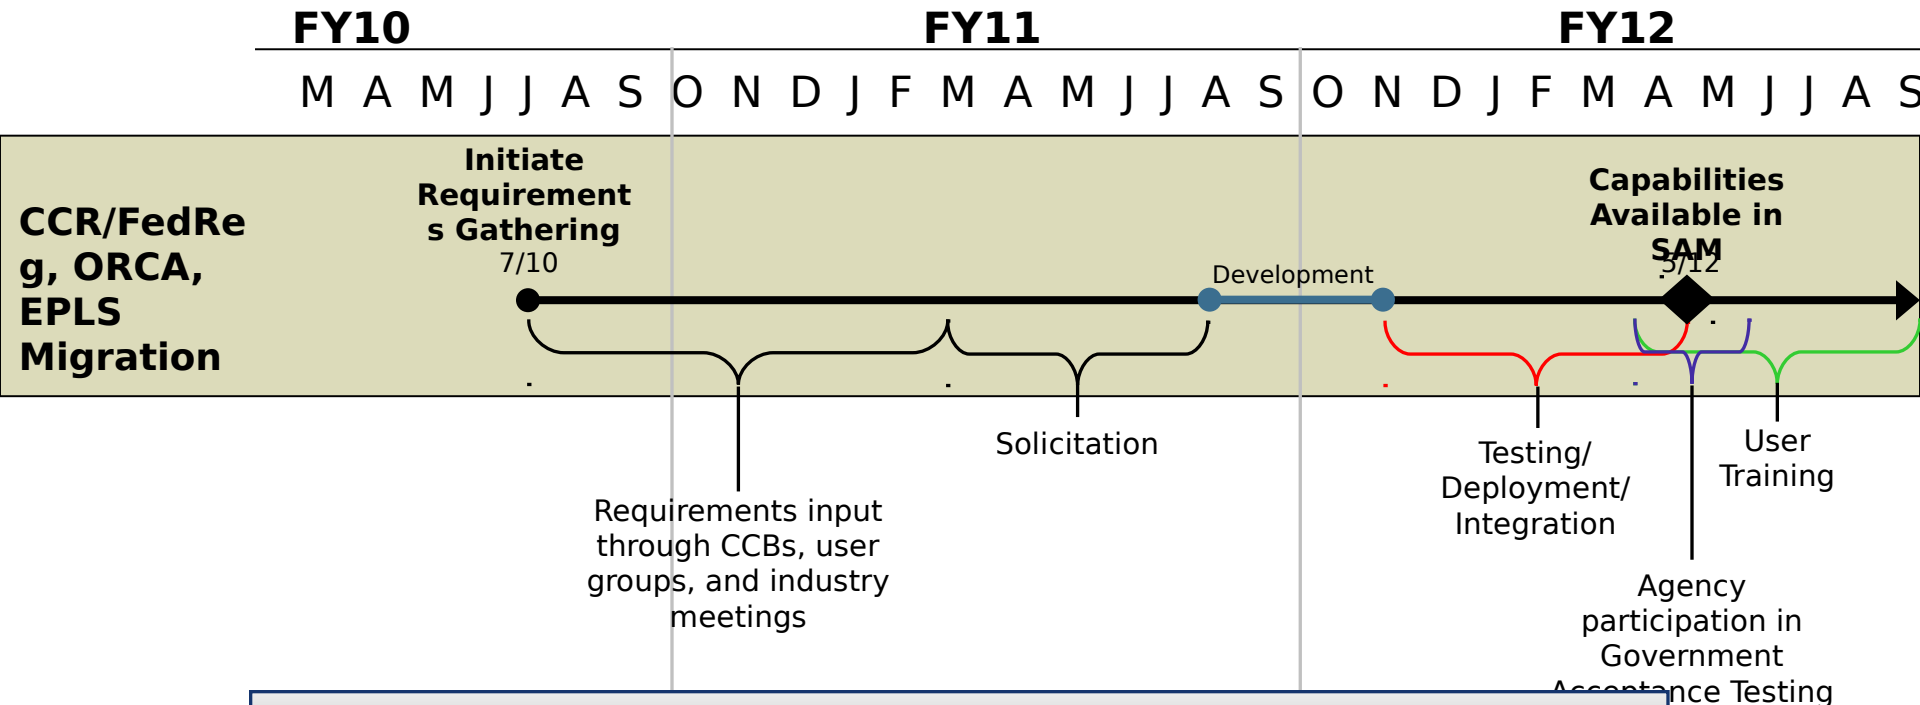 FY10 FY11 FY12
M A M J J A S O N D J F M A M J J A S O N D J F M A M J J A S
Initiate
Requirement
s Gathering
7/10
Capabilities
Available in
SAM
5/12
CCR/FedRe
g, ORCA,
EPLS
Migration
Development
Solicitation
Requirements input
through CCBs, user
groups, and industry
meetings
Testing/
Deployment/
Integration
User
Training
Agency
participation in
Government
Acceptance Testing